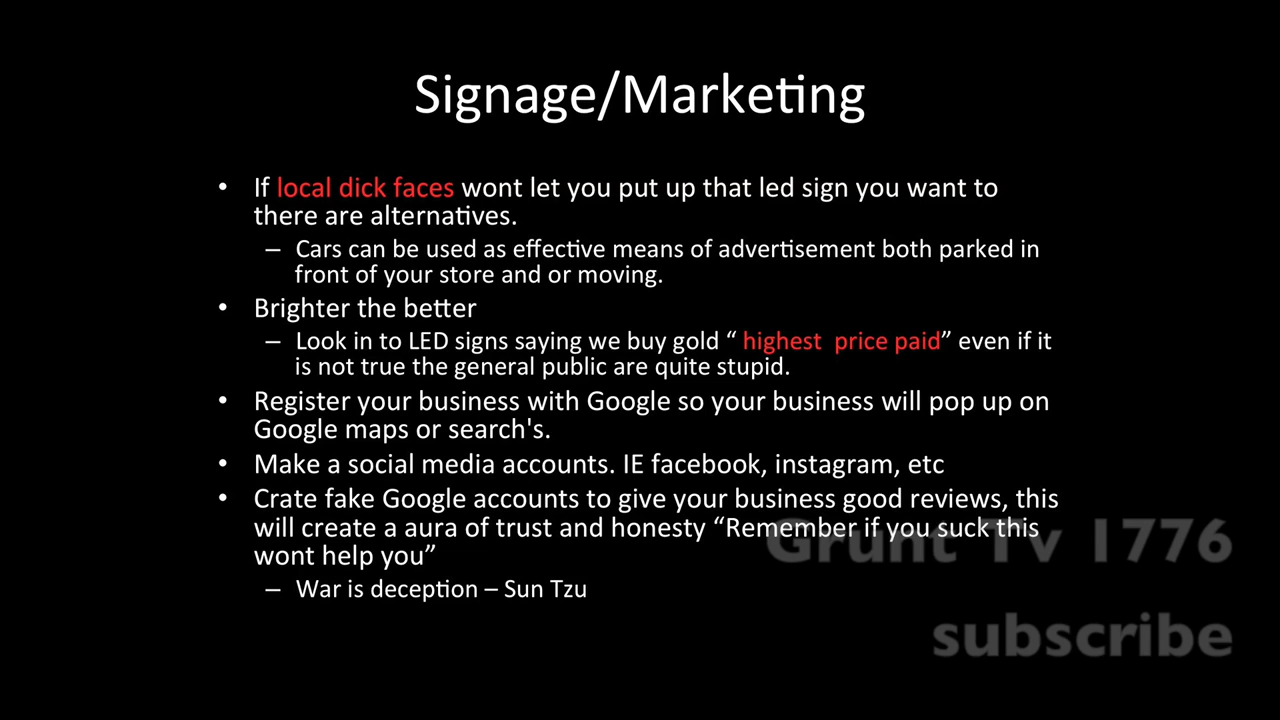 Signage/Marketing
• If local dick faces wont let you put up that led sign you want to
there are alternatives.
– Cars can be used as effective means of advertisement both parked in
front of your store and or moving.
• Brighter the better
– Look in to LED signs saying we buy gold “ highest  price paid” even if it
is not true the general public are quite stupid.
• Register your business with Google so your business will pop up on
Google maps or search's.
• Make a social media accounts. IE facebook, instagram, etc
• Crate fake Google accounts to give your business good reviews, this
will create a aura of trust and honesty “Remember if you suck this
wont help you”
– War is deception – Sun Tzu
Grunt Tv 1776
subscribe